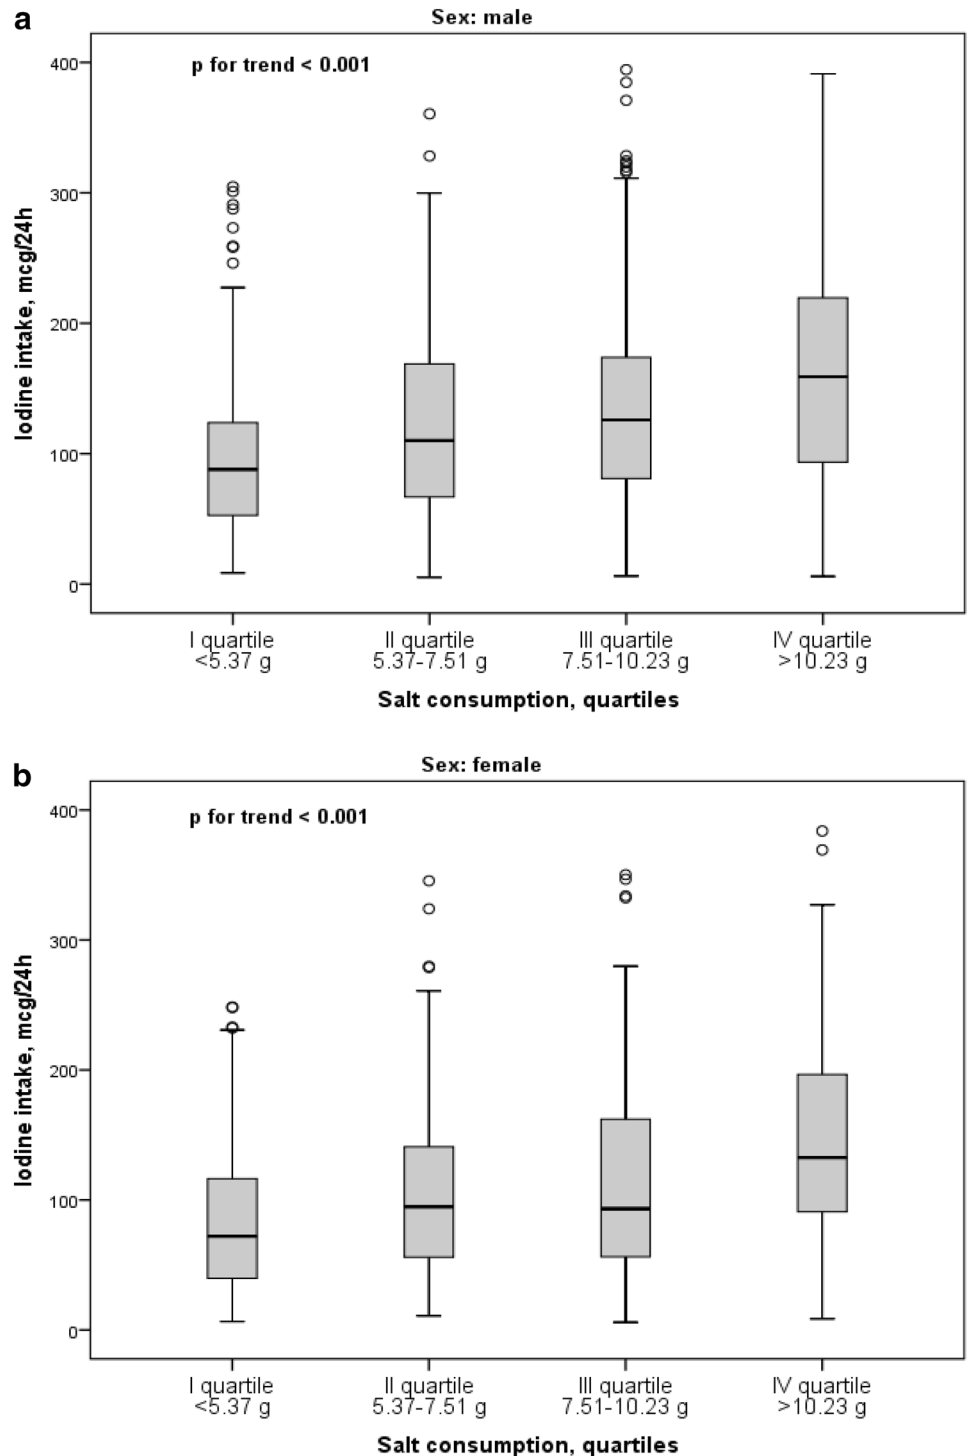 a
Sex: male
p for trend < 0.001
400
300
200
100
0
Iodine intake, mcg/24h
I quartile II quartile III quartile IV quartile
<5.37 g 5.37-7.51 g 7.51-10.23 g >10.23 g
Salt consumption, quartiles
b
Sex: female
p for trend < 0.001
400
300
200
100
0
Iodine intake, mcg/24h
I quartile II quartile III quartile IV quartile
<5.37 g 5.37-7.51 g 7.51-10.23 g >10.23 g
Salt consumption, quartiles